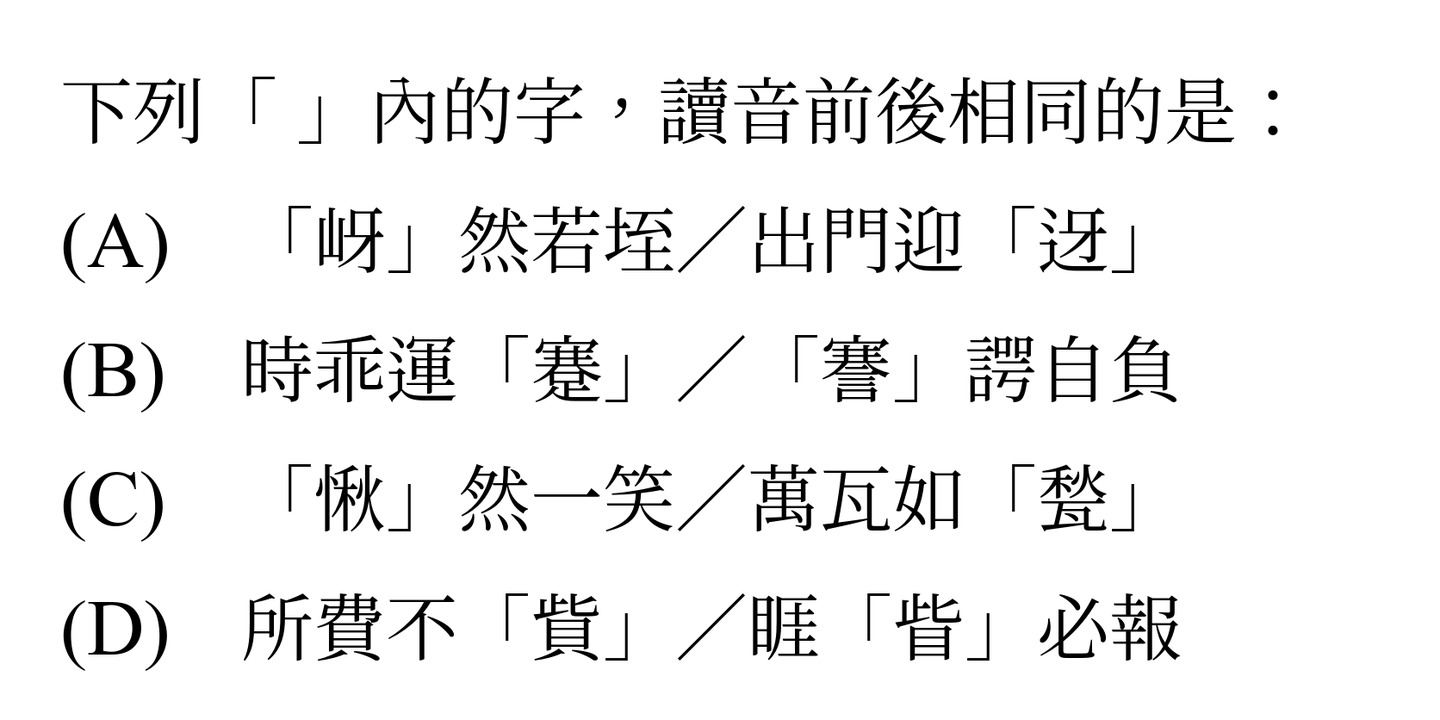 下列「 」內的字，讀音前後相同的是：
(A) 「岈」然若垤／出門迎「迓」
(B) 時乖運「蹇」／「謇」諤自負
(C) 「愀」然一笑／萬瓦如「甃」
(D) 所費不「貲」／睚「眥」必報